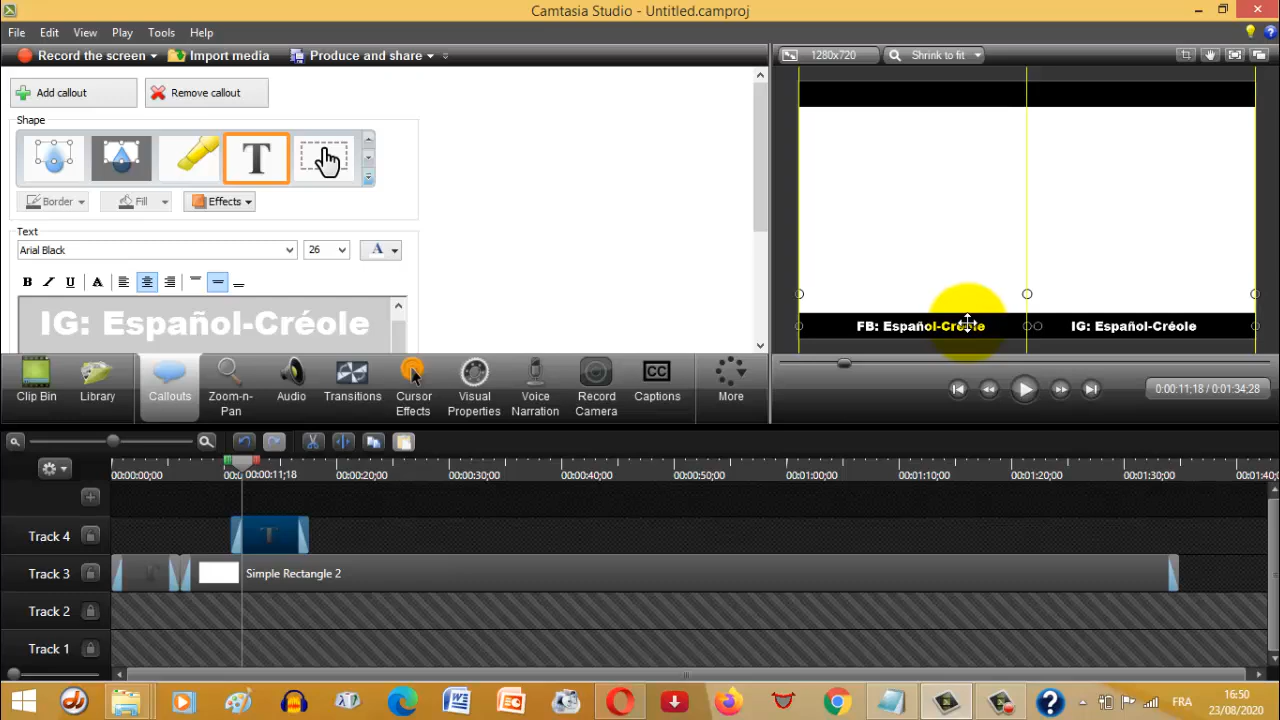 Camtasia Studio - Untitled.camproj
File Edit View Play Tools Help
Record the screen Import media Produce and share
1280x720 Shrink to fit
Add callout Remove callout
Shape
T
Border Fill Effects
Text
Arial Black 26 A
B I U A
IG: Español-Créole
FB: Español-Créole IG: Español-Créole
Clip Bin Library Callouts Zoom-n-Pan Audio Transitions Cursor Effects Visual Properties Voice Narration Record Camera Captions More
0:00:11;18 / 0:01:34;28
00:00:00;00 00:00:11;18 00:00:20;00 00:00:30;00 00:00:40;00 00:00:50;00 00:01:00;00 00:01:10;00 00:01:20;00 00:01:30;00
Track 4 T
Track 3 Simple Rectangle 2
Track 2
Track 1
FRA
16:50
23/08/2020